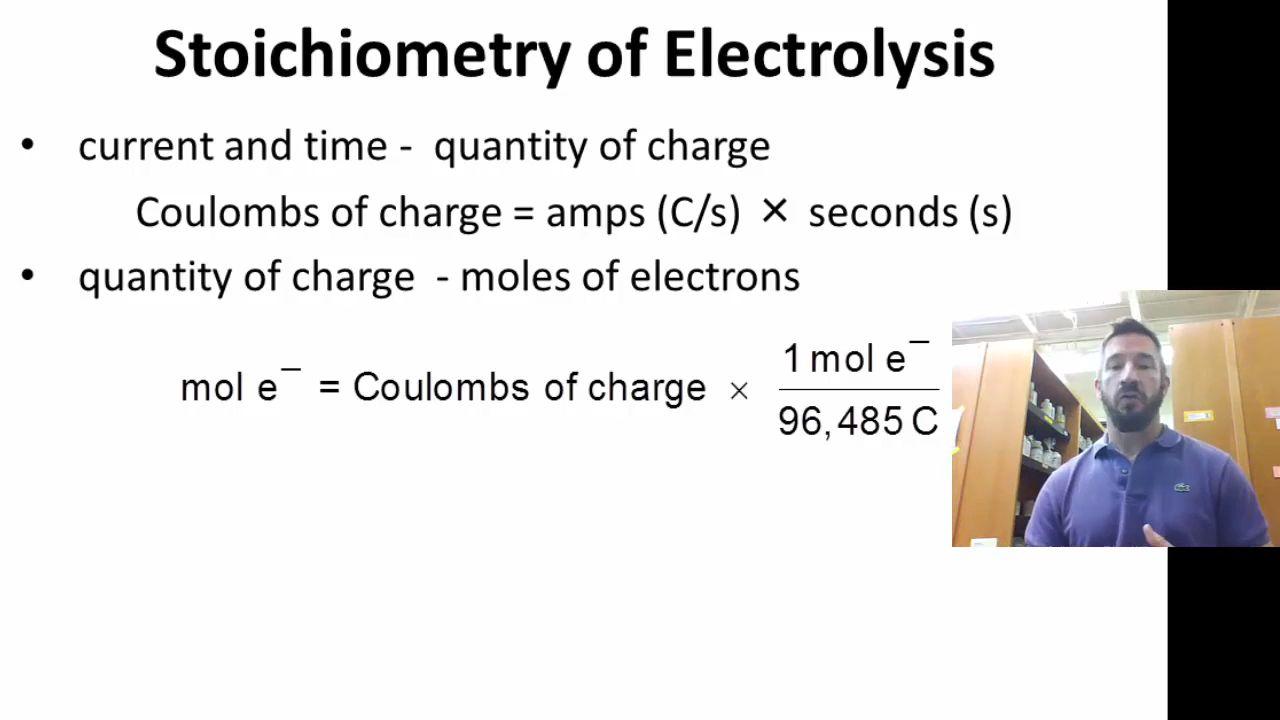 Stoichiometry of Electrolysis
• current and time - quantity of charge
Coulombs of charge = amps (C/s) × seconds (s)
• quantity of charge - moles of electrons
mol e⁻ = Coulombs of charge × 1 mol e⁻ / 96,485 C